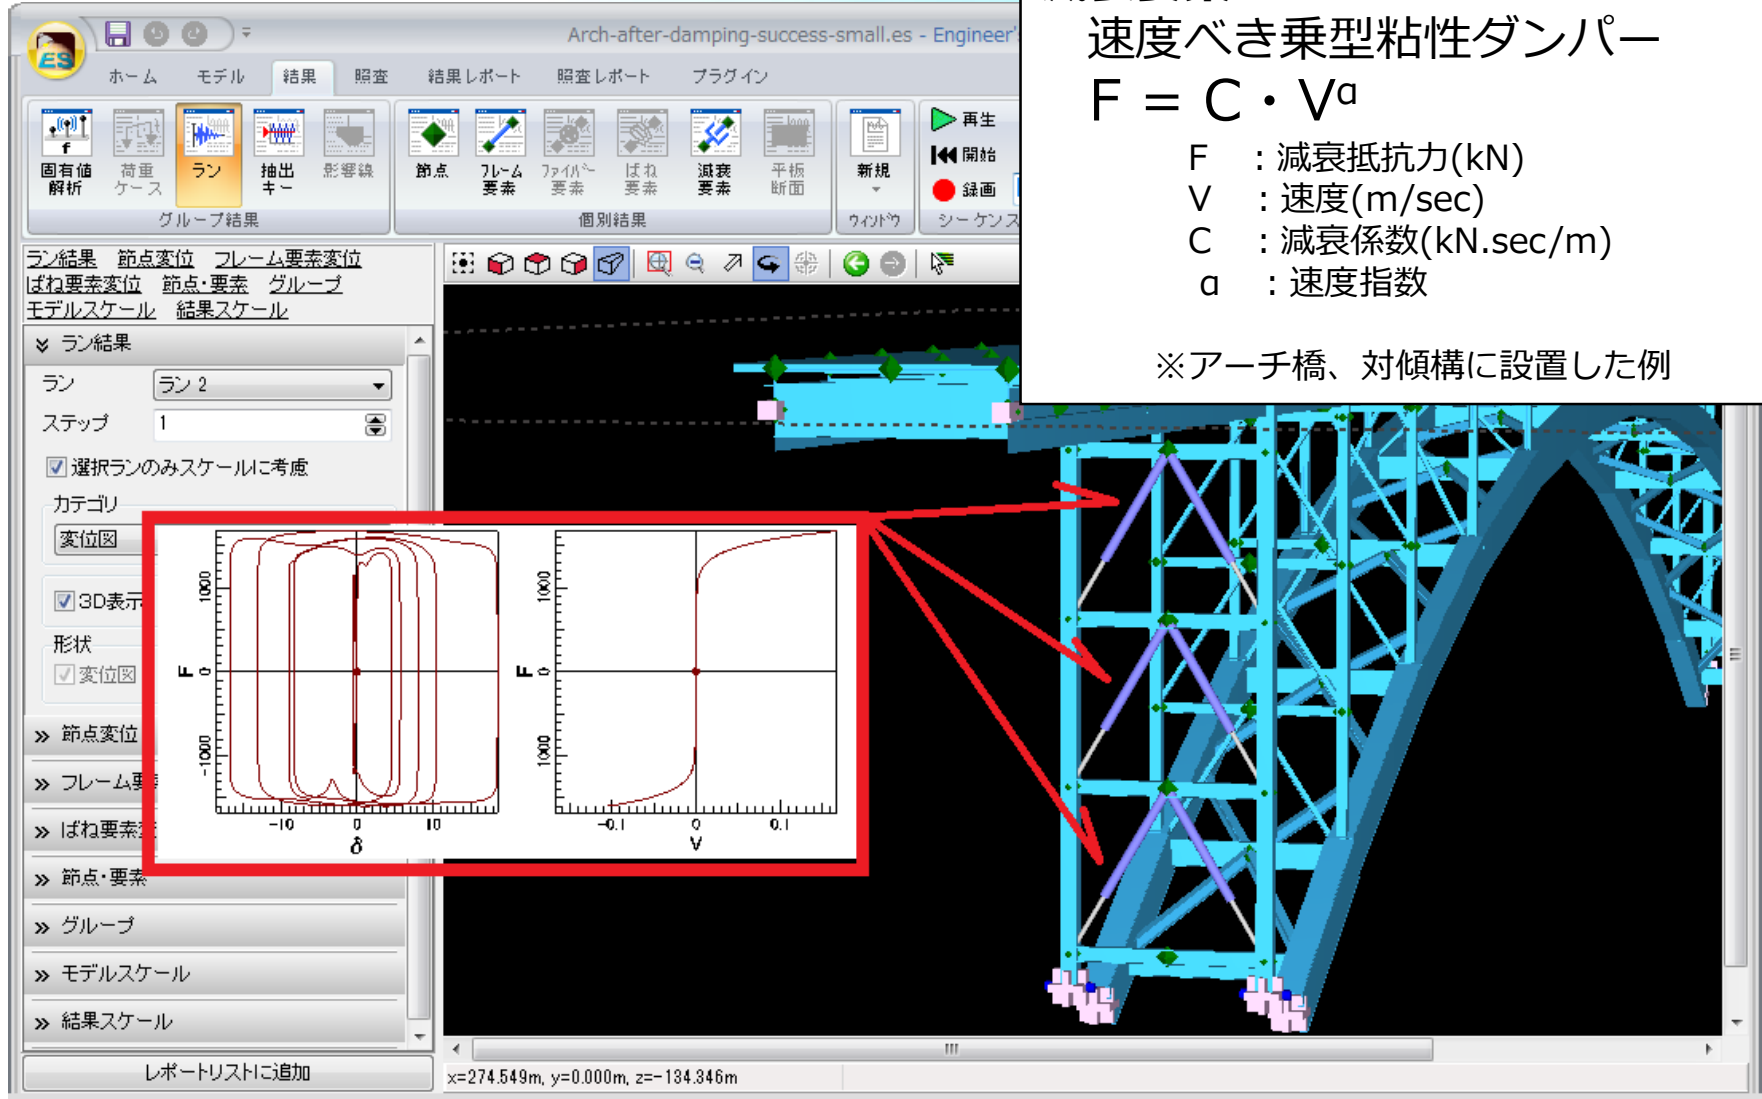 Arch-after-damping-success-small.es - Engineer's
ES
ホーム モデル 結果 照査 結果レポート 照査レポート プラグイン
固有値解析 荷重ケース ラン 抽出キー 影響線
グループ結果
節点 フレーム要素 ファイバー要素 ばね要素 減衰要素 平板断面
個別結果
新規
ウィンドウ
再生
開始
録画
シーケンス
速度べき乗型粘性ダンパー
F = C・Vα
F :減衰抵抗力(kN)
V :速度(m/sec)
C :減衰係数(kN.sec/m)
α :速度指数
※アーチ橋、対傾構に設置した例
ラン結果 節点変位 フレーム要素変位
ばね要素変位 節点・要素 グループ
モデルスケール 結果スケール
ラン結果
ラン ラン 2
ステップ 1
選択ランのみスケールに考慮
カテゴリ
変位図
3D表示
形状
変位図
節点変位
フレーム要
ばね要素変
節点・要素
グループ
モデルスケール
結果スケール
レポートリストに追加
F
1000
0
-1000
-10 0 10
δ
F
1000
0
1000
-0.1 0 0.1
V
x=274.549m, y=0.000m, z=-134.346m